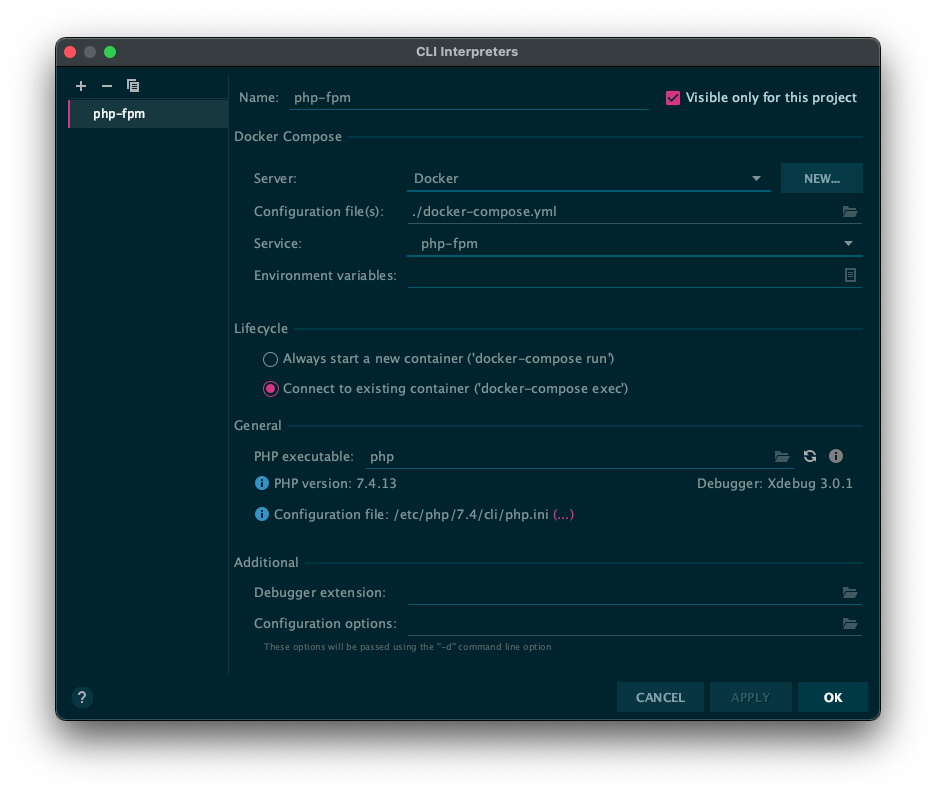 CLI Interpreters
php-fpm
Name: php-fpm
Visible only for this project
Docker Compose
Server: Docker NEW...
Configuration file(s): ./docker-compose.yml
Service: php-fpm
Environment variables:
Lifecycle
Always start a new container ('docker-compose run')
Connect to existing container ('docker-compose exec')
General
PHP executable: php
PHP version: 7.4.13 Debugger: Xdebug 3.0.1
Configuration file: /etc/php/7.4/cli/php.ini (...)
Additional
Debugger extension:
Configuration options:
These options will be passed using the "-d" command line option
? CANCEL APPLY OK